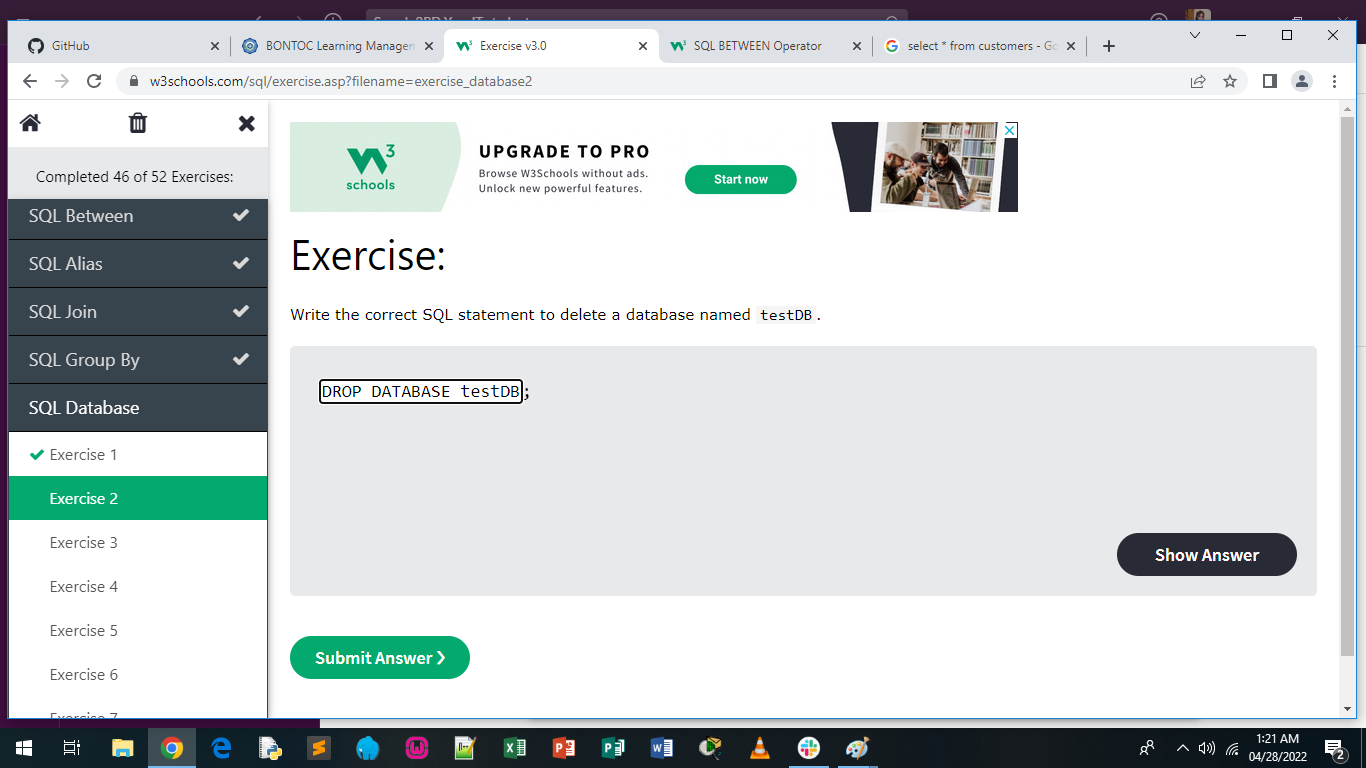 GitHub
BONTOC Learning Managem
Exercise v3.0
SQL BETWEEN Operator
select * from customers - Go
w3schools.com/sql/exercise.asp?filename=exercise_database2
Completed 46 of 52 Exercises:
SQL Between
SQL Alias
SQL Join
SQL Group By
SQL Database
Exercise 1
Exercise 2
Exercise 3
Exercise 4
Exercise 5
Exercise 6
Exercise 7
W3
schools
UPGRADE TO PRO
Browse W3Schools without ads.
Unlock new powerful features.
Start now
Exercise:
Write the correct SQL statement to delete a database named testDB.
DROP DATABASE testDB;
Show Answer
Submit Answer ❯
1:21 AM
04/28/2022
2